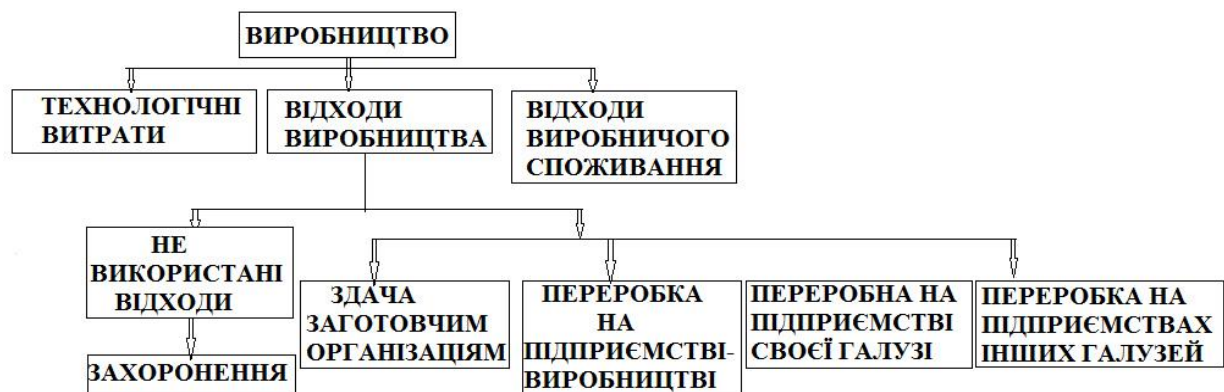 ВИРОБНИЦТВО
ТЕХНОЛОГІЧНІ
ВИТРАТИ
ВІДХОДИ
ВИРОБНИЦТВА
ВІДХОДИ
ВИРОБНИЧОГО
СПОЖИВАННЯ
НЕ
ВИКОРИСТАНІ
ВІДХОДИ
ЗАХОРОНЕННЯ
ЗДАЧА
ЗАГОТОВЧИМ
ОРГАНІЗАЦІЯМ
ПЕРЕРОБКА
НА
ПІДПРИЄМСТВІ-
ВИРОБНИЦТВІ
ПЕРЕРОБНА НА
ПІДПРИЄМСТВІ
СВОЄЇ ГАЛУЗІ
ПЕРЕРОБКА НА
ПІДПРИЄМСТВАХ
ІНШИХ ГАЛУЗЕЙ